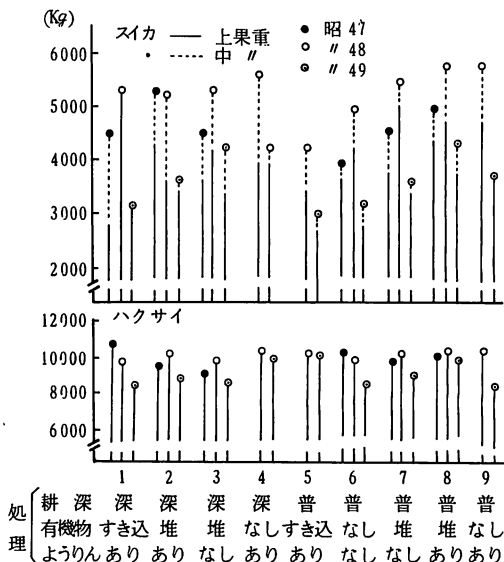 (Kg)
スイカ —— 上果重 ● 昭 47
・ ------ 中 〃 ○ 〃 48
⊙ 〃 49
6000
5000
4000
3000
2000
ハクサイ
12000
10000
8000
6000
1 2 3 4 5 6 7 8 9
処理
耕 深 深 深 深 普 普 普 普 普
有機物 すき込 堆 堆 なし すき込 なし 堆 堆 なし
ようりん あり あり なし あり あり なし なし あり あり